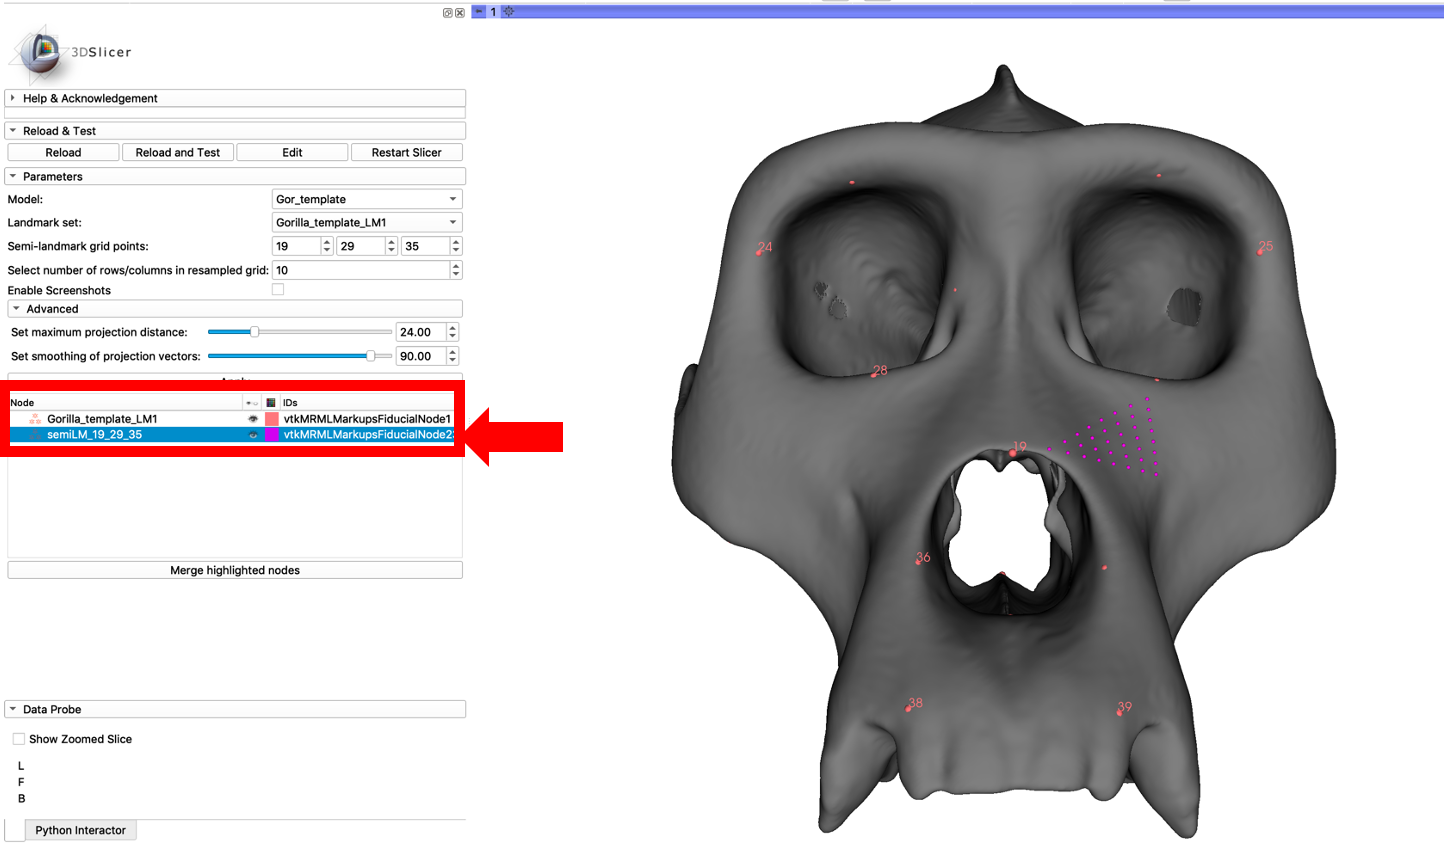 1
3DSlicer
Help & Acknowledgement
Reload & Test
Reload
Reload and Test
Edit
Restart Slicer
Parameters
Model:
Gor_template
Landmark set:
Gorilla_template_LM1
Semi-landmark grid points:
19
29
35
Select number of rows/columns in resampled grid:
10
Enable Screenshots
Advanced
Set maximum projection distance:
24.00
Set smoothing of projection vectors:
90.00
Node
IDs
Gorilla_template_LM1
vtkMRMLMarkupsFiducialNode1
semiLM_19_29_35
Merge highlighted nodes
Data Probe
Show Zoomed Slice
L
F
B
Python Interactor
24
25
28
19
36
38
39